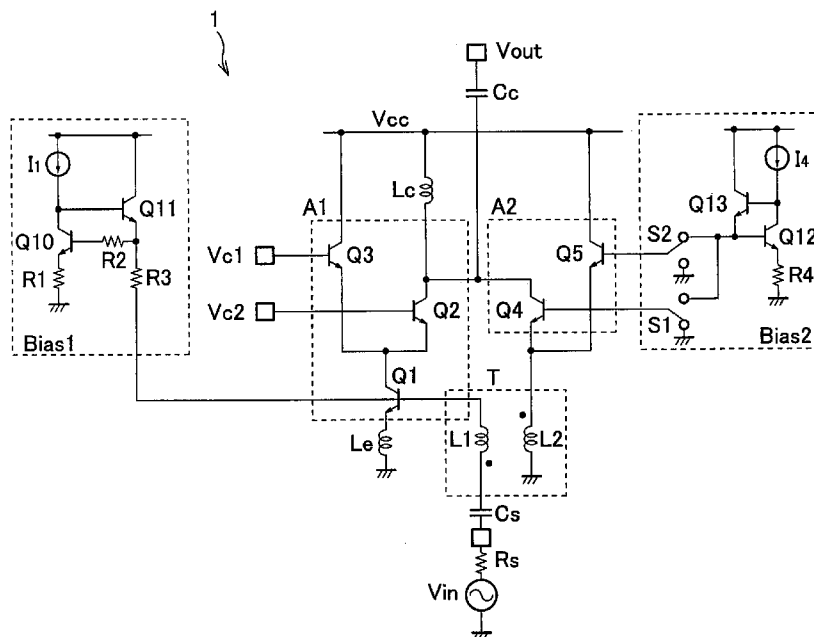 1
Vout
Cc
Vcc
I1
Q11
Q10
R2
R1
R3
Bias1
Lc
A1
A2
Vc1
Q3
Vc2
Q2
Q1
Le
Q5
Q4
T
L1
L2
Cs
Rs
Vin
I4
Q13
S2
Q12
R4
S1
Bias2